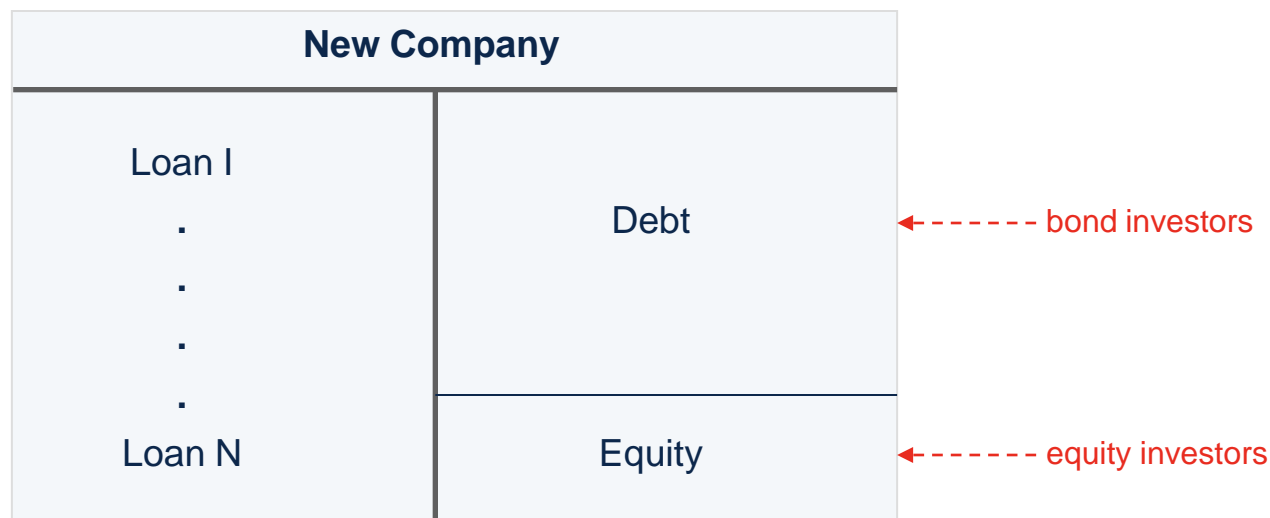 New Company
Loan I
.
.
.
.
Loan N
Debt
Equity
bond investors
equity investors